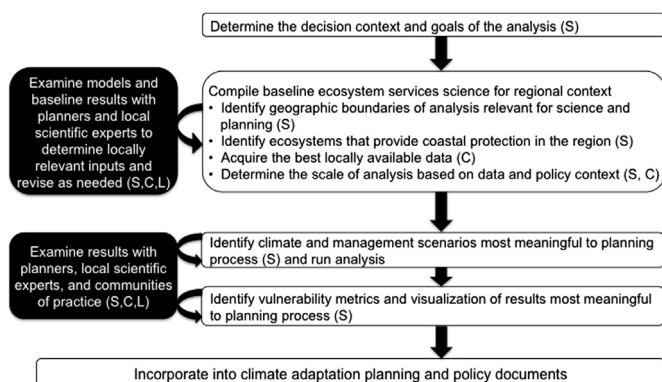 Determine the decision context and goals of the analysis (S)
Examine models and
baseline results with
planners and local
scientific experts to
determine locally
relevant inputs and
revise as needed (S,C,L)
Compile baseline ecosystem services science for regional context
• Identify geographic boundaries of analysis relevant for science and
planning (S)
• Identify ecosystems that provide coastal protection in the region (S)
• Acquire the best locally available data (C)
• Determine the scale of analysis based on data and policy context (S, C)
Examine results with
planners, local scientific
experts, and communities
of practice (S,C,L)
Identify climate and management scenarios most meaningful to planning
process (S) and run analysis
Identify vulnerability metrics and visualization of results most meaningful
to planning process (S)
Incorporate into climate adaptation planning and policy documents